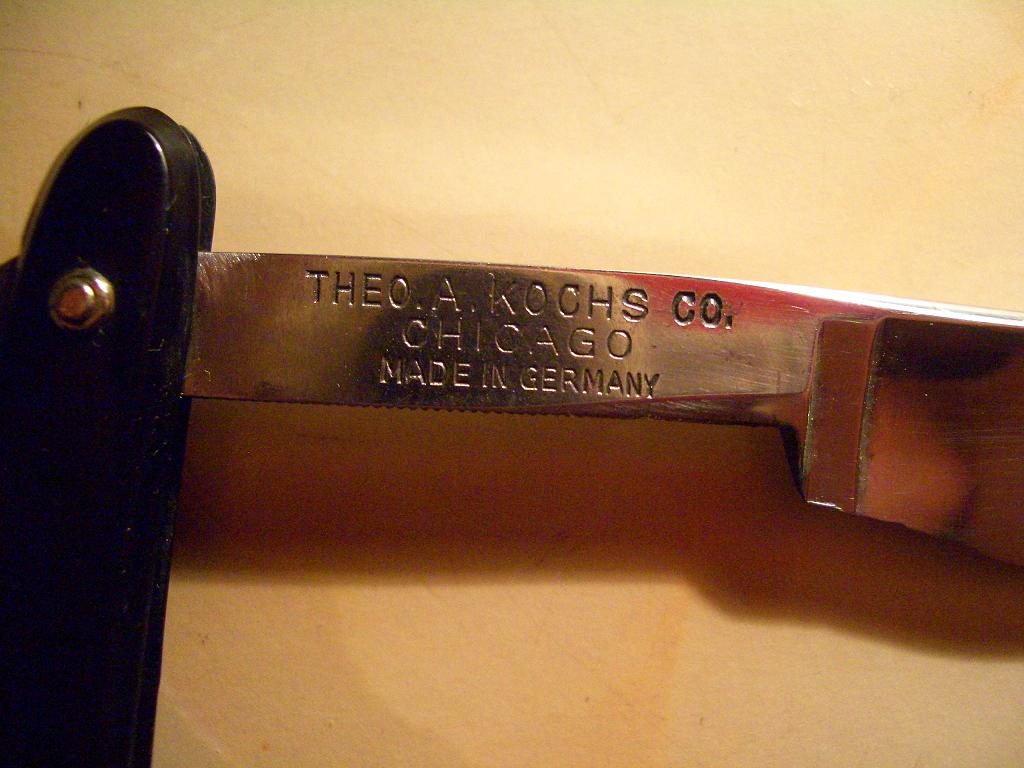 THEO. A. KOCHS CO.
CHICAGO
MADE IN GERMANY